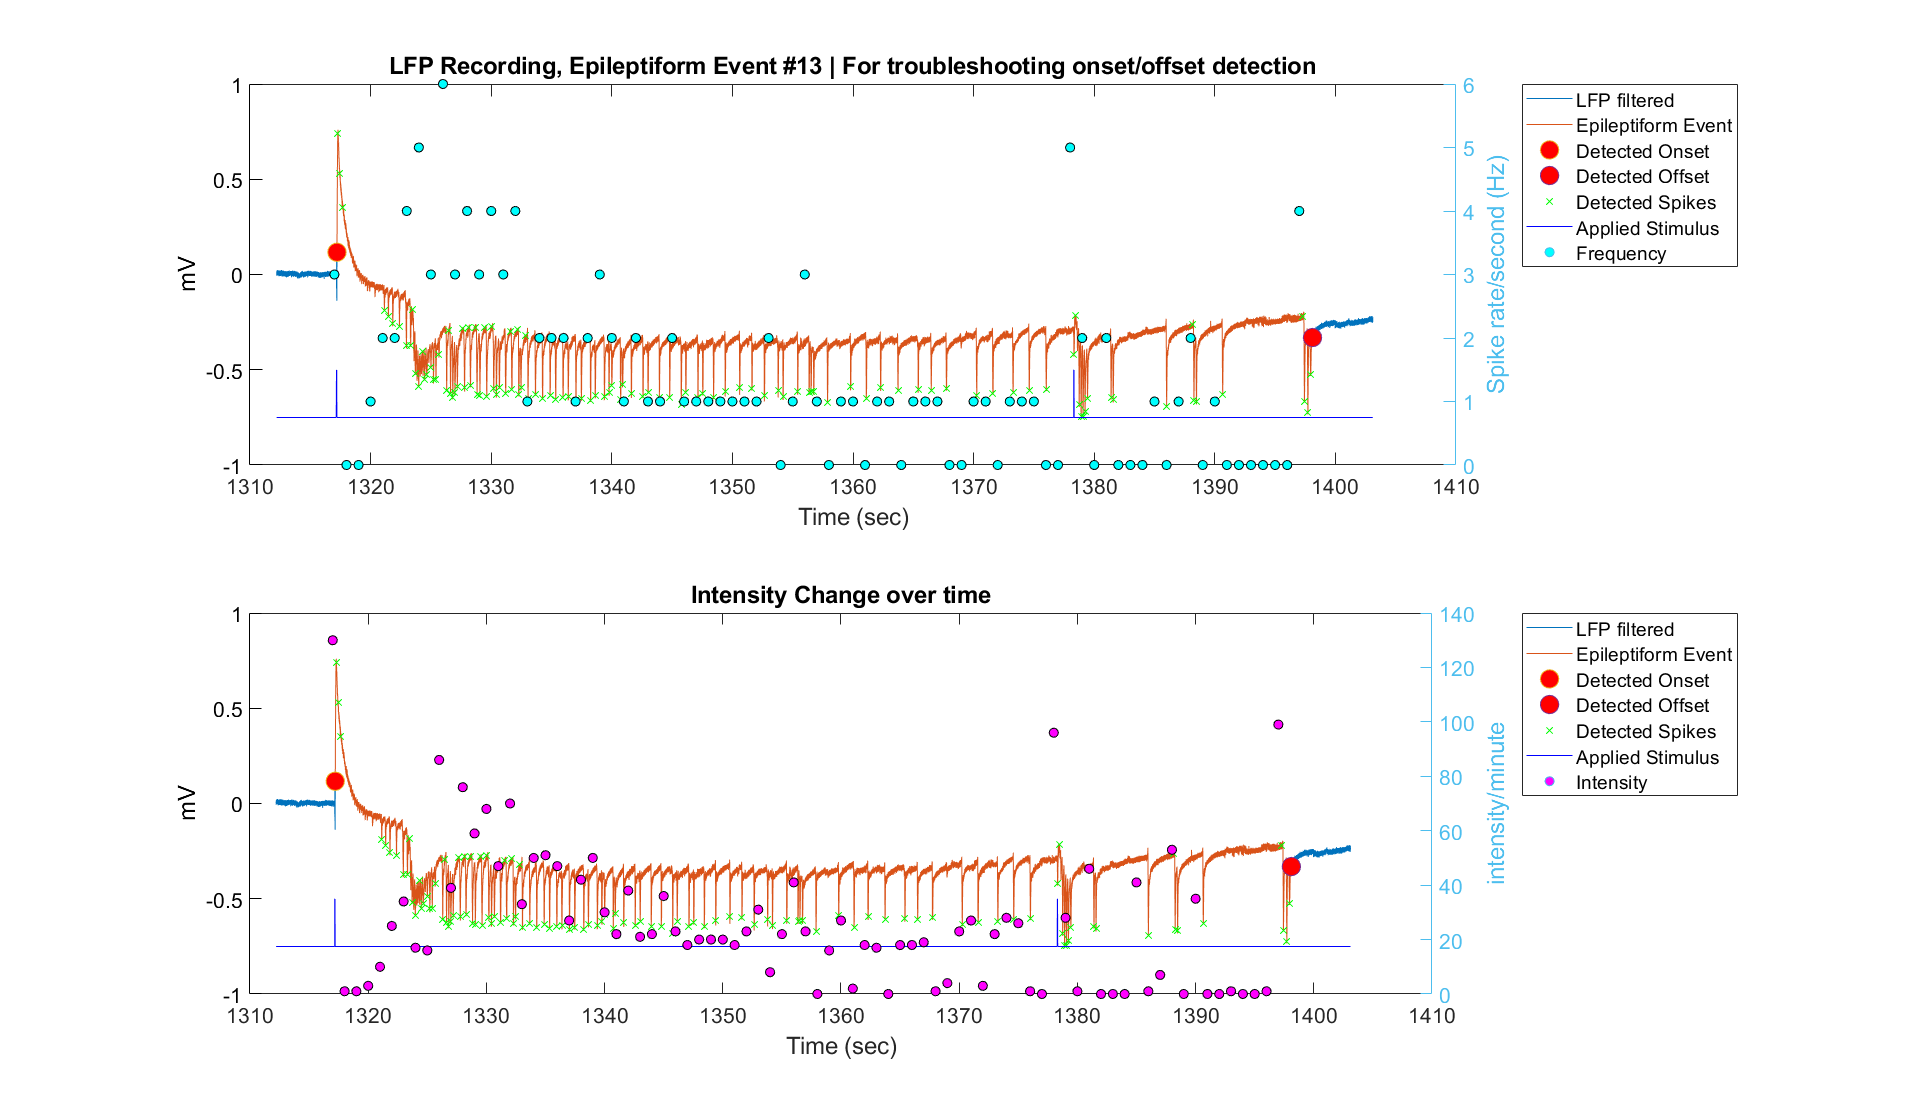 LFP Recording, Epileptiform Event #13 | For troubleshooting onset/offset detection
1
0.5
0
-0.5
-1
mV
6
5
4
3
2
1
0
Spike rate/second (Hz)
1310 1320 1330 1340 1350 1360 1370 1380 1390 1400 1410
Time (sec)
LFP filtered
Epileptiform Event
Detected Onset
Detected Offset
Detected Spikes
Applied Stimulus
Frequency
Intensity Change over time
1
0.5
0
-0.5
-1
mV
140
120
100
80
60
40
20
0
intensity/minute
1310 1320 1330 1340 1350 1360 1370 1380 1390 1400 1410
Time (sec)
LFP filtered
Epileptiform Event
Detected Onset
Detected Offset
Detected Spikes
Applied Stimulus
Intensity